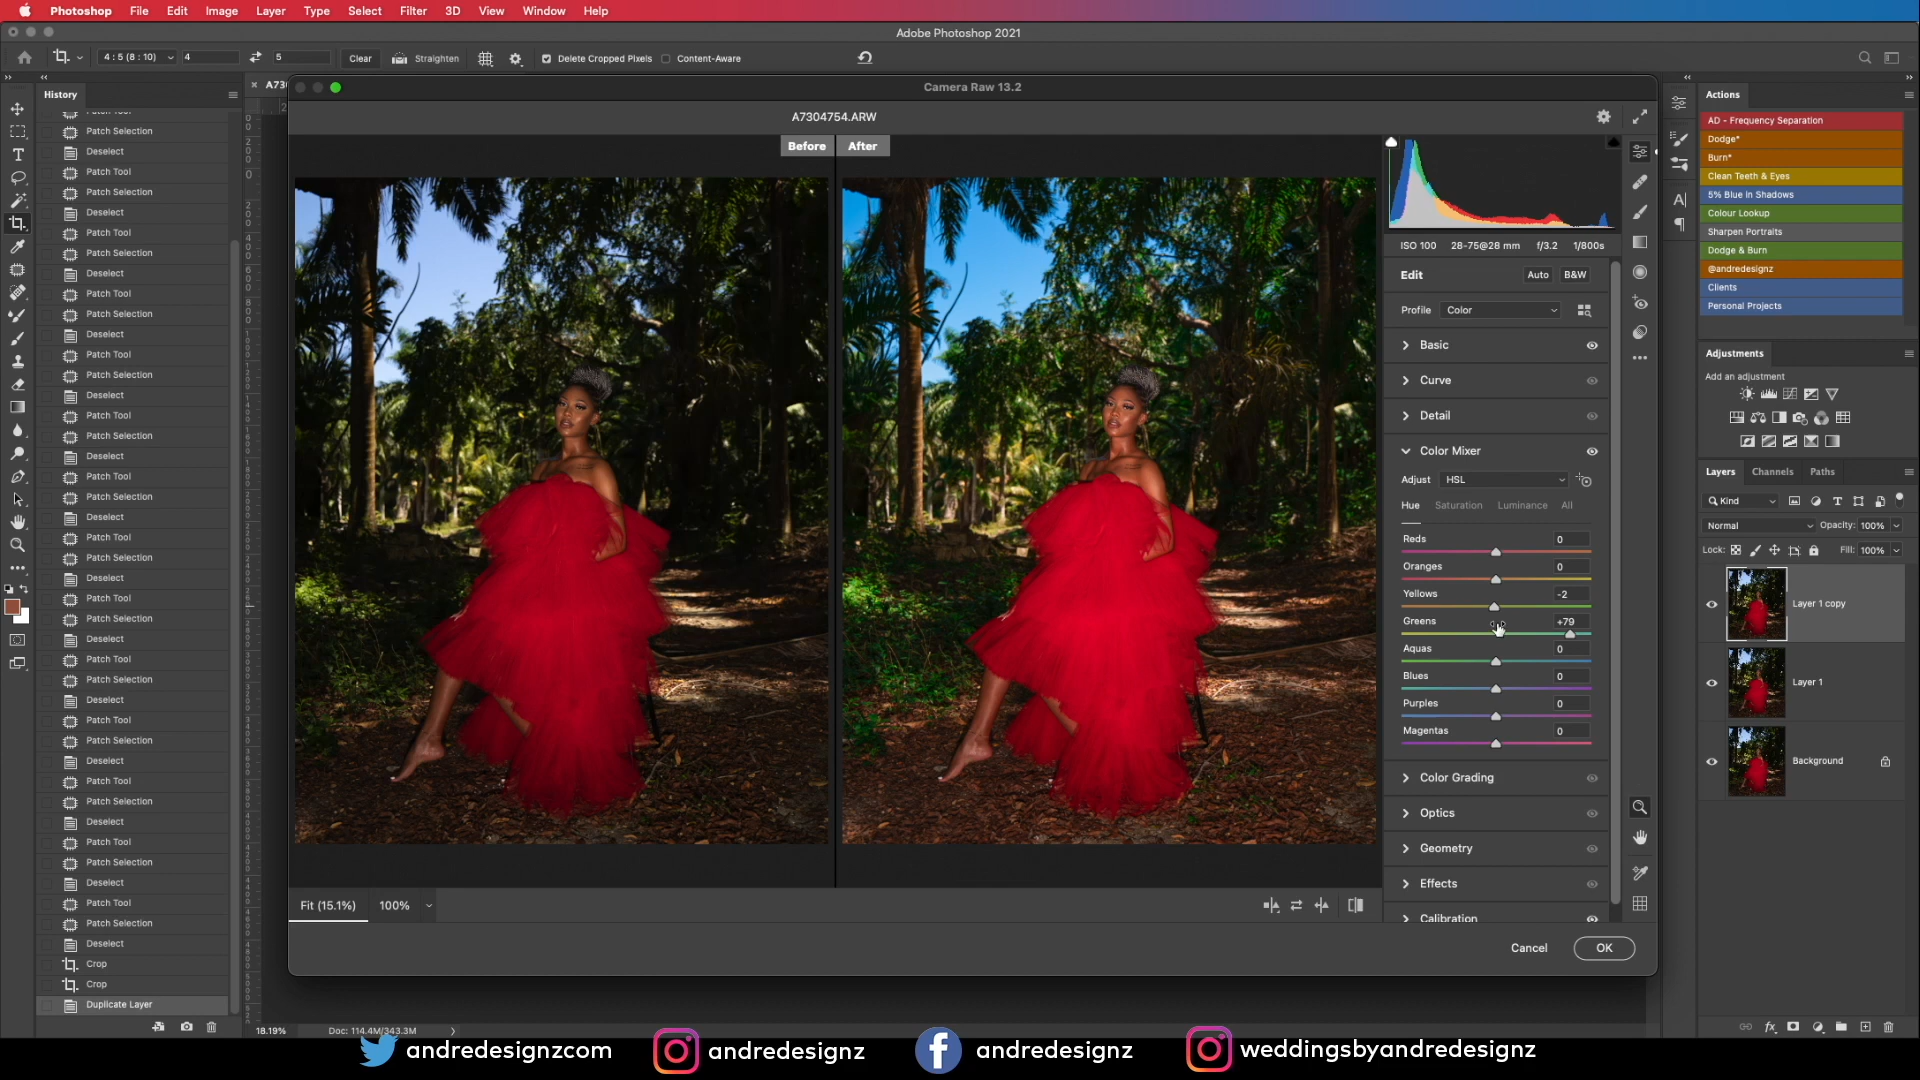 Photoshop File Edit Image Layer Type Select Filter 3D View Window Help
Adobe Photoshop 2021
4 : 5 (8 : 10) 4 5 Clear Straighten Delete Cropped Pixels Content-Aware
History
Patch Selection
Deselect
Patch Tool
Patch Selection
Deselect
Patch Tool
Patch Selection
Deselect
Patch Tool
Patch Selection
Deselect
Patch Tool
Patch Selection
Deselect
Patch Tool
Patch Selection
Deselect
Patch Tool
Patch Selection
Deselect
Patch Tool
Patch Selection
Deselect
Patch Tool
Patch Selection
Deselect
Patch Tool
Patch Selection
Deselect
Patch Tool
Patch Selection
Deselect
Patch Tool
Patch Selection
Deselect
Patch Tool
Patch Selection
Deselect
Patch Tool
Patch Selection
Deselect
Crop
Crop
Duplicate Layer
A730
Camera Raw 13.2
A7304754.ARW
Before After
ISO 100 28-75@28 mm f/3.2 1/800s
Edit Auto B&W
Profile Color
Basic
Curve
Detail
Color Mixer
Adjust HSL
Hue Saturation Luminance All
Reds 0
Oranges 0
Yellows -2
Greens +79
Aquas 0
Blues 0
Purples 0
Magentas 0
Color Grading
Optics
Geometry
Effects
Calibration
Fit (15.1%) 100%
Cancel OK
18.19% Doc: 114.4M/343.3M
Actions
AD - Frequency Separation
Dodge*
Burn*
Clean Teeth & Eyes
5% Blue in Shadows
Colour Lookup
Sharpen Portraits
Dodge & Burn
@andredesignz
Clients
Personal Projects
Adjustments
Add an adjustment
Layers Channels Paths
Kind
Normal Opacity: 100%
Lock: Fill: 100%
Layer 1 copy
Layer 1
Background
andredesignzcom andredesignz andredesignz weddingsbyandredesignz